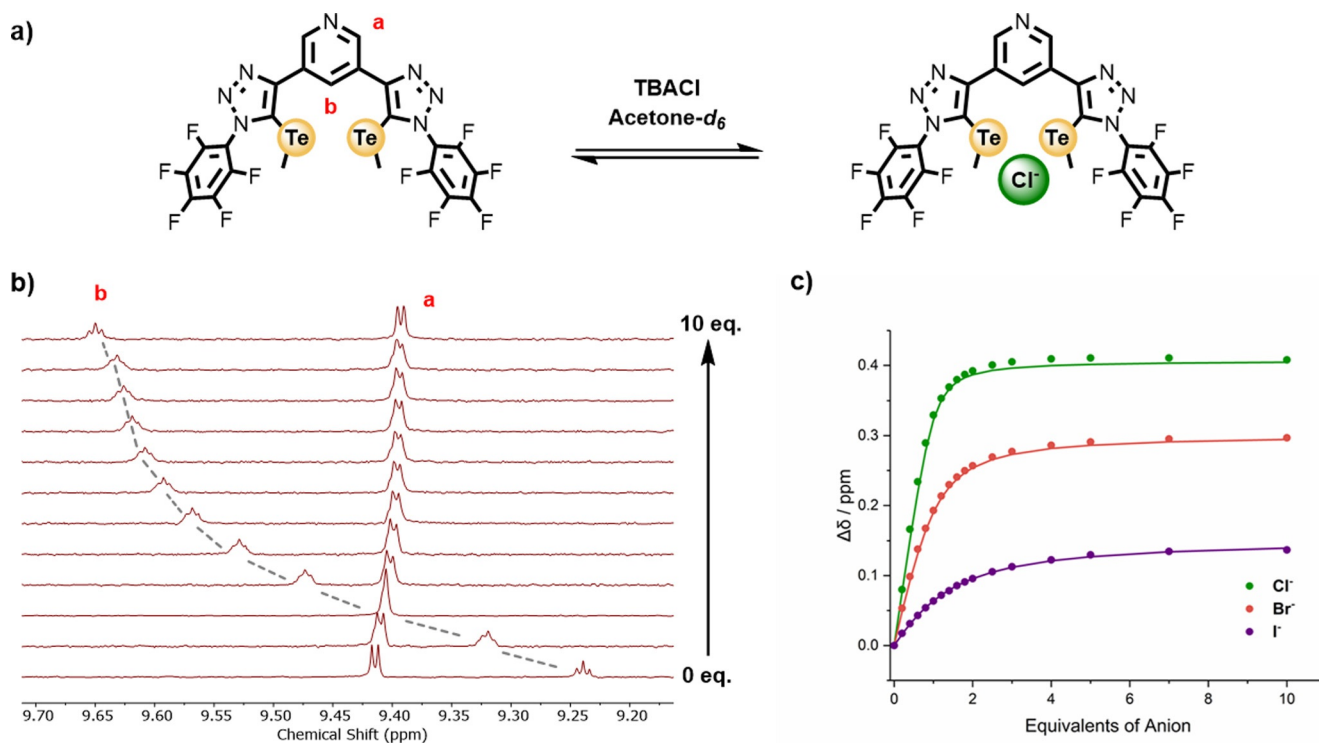 a)
N
a
N
N
N
b
Te
Te
N
N
N
F
F
F
F
F
F
F
F
F
F
TBACl
Acetone-d6
N
N
N
N
Te
Te
N
N
N
Cl-
F
F
F
F
F
F
F
F
F
F
b)
b
a
10 eq.
0 eq.
9.70 9.65 9.60 9.55 9.50 9.45 9.40 9.35 9.30 9.25 9.20
Chemical Shift (ppm)
c)
Δδ / ppm
0.4
0.3
0.2
0.1
0.0
Cl-
Br-
I-
0 2 4 6 8 10
Equivalents of Anion